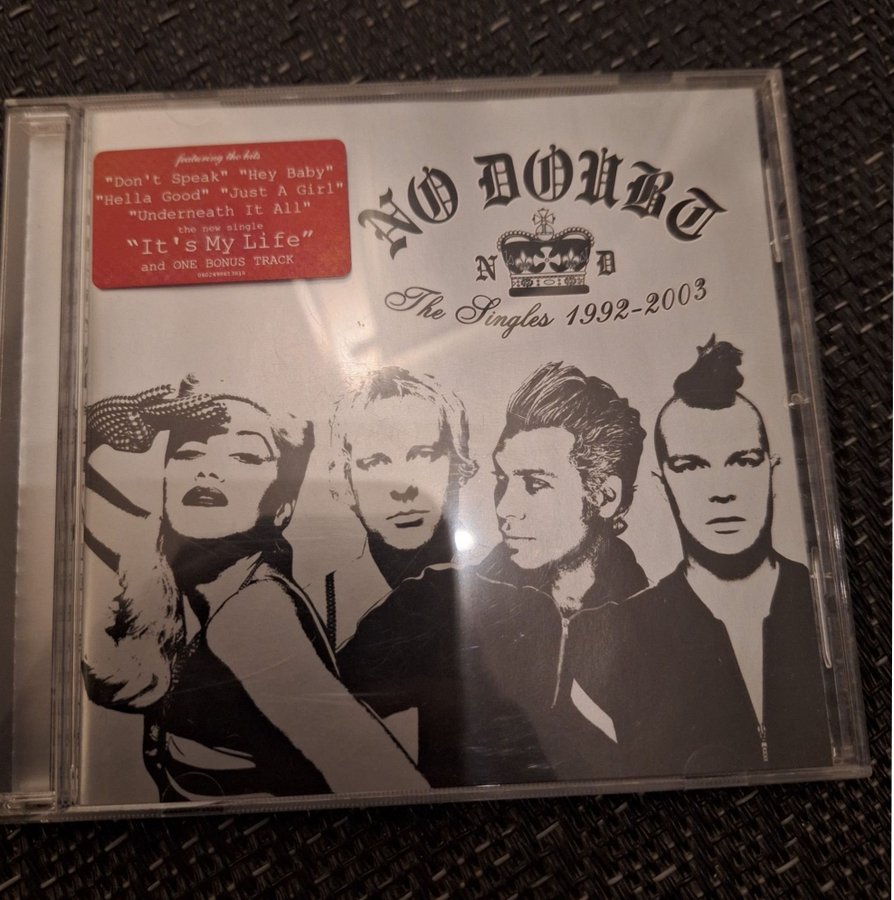 featuring the hits
"Don't Speak" "Hey Baby"
"Hella Good" "Just A Girl"
"Underneath It All"
the new single
"It's My Life"
and ONE BONUS TRACK
NO DOUBT
N D
The Singles 1992-2003